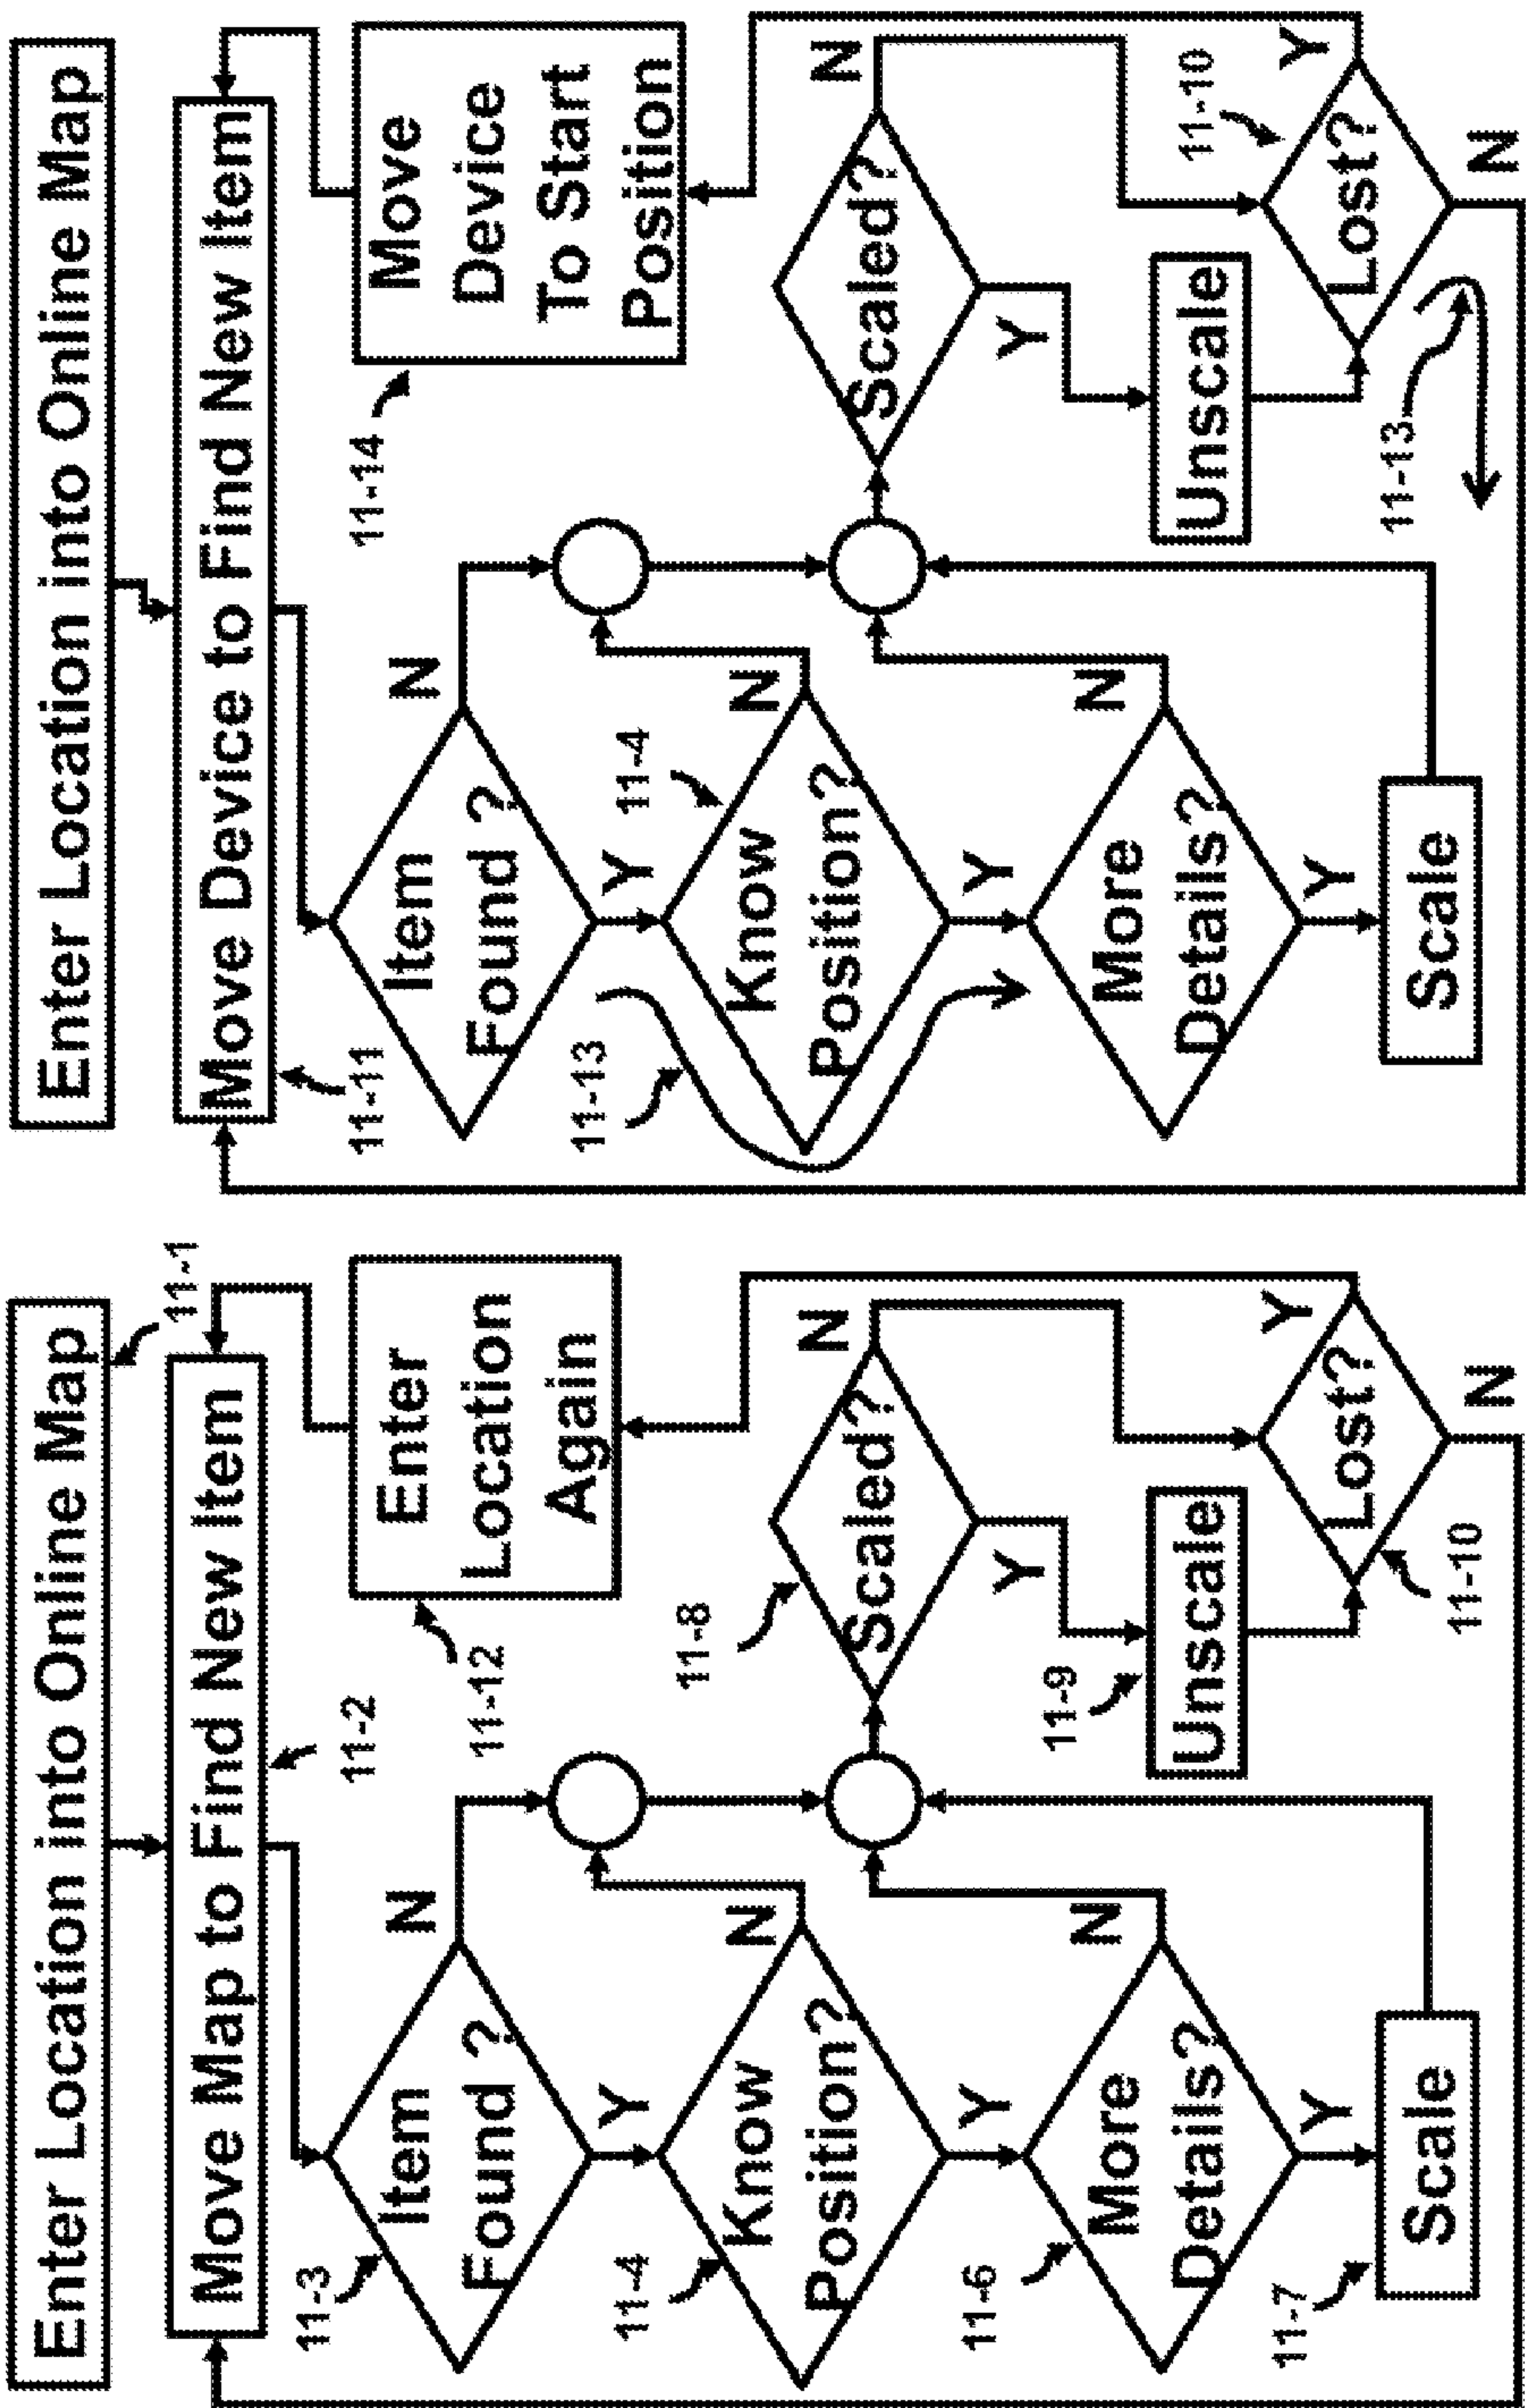 Enter Location into Online Map
11-1
Move Map to Find New Item
11-2
Item
Found ?
11-3
N
Y
Know
Position?
11-4
N
Y
More
Details?
11-6
N
Y
Scale
11-7
Enter
Location
Again
11-12
Scaled?
11-8
N
Y
Unscale
11-9
Lost?
11-10
Y
N
Enter Location into Online Map
Move Device to Find New Item
11-11
Item
Found ?
N
Y
11-13
Know
Position?
11-4
N
Y
More
Details?
N
Y
Scale
Move
Device
To Start
Position
11-14
Scaled?
N
Y
Unscale
Lost?
11-10
Y
N
11-13